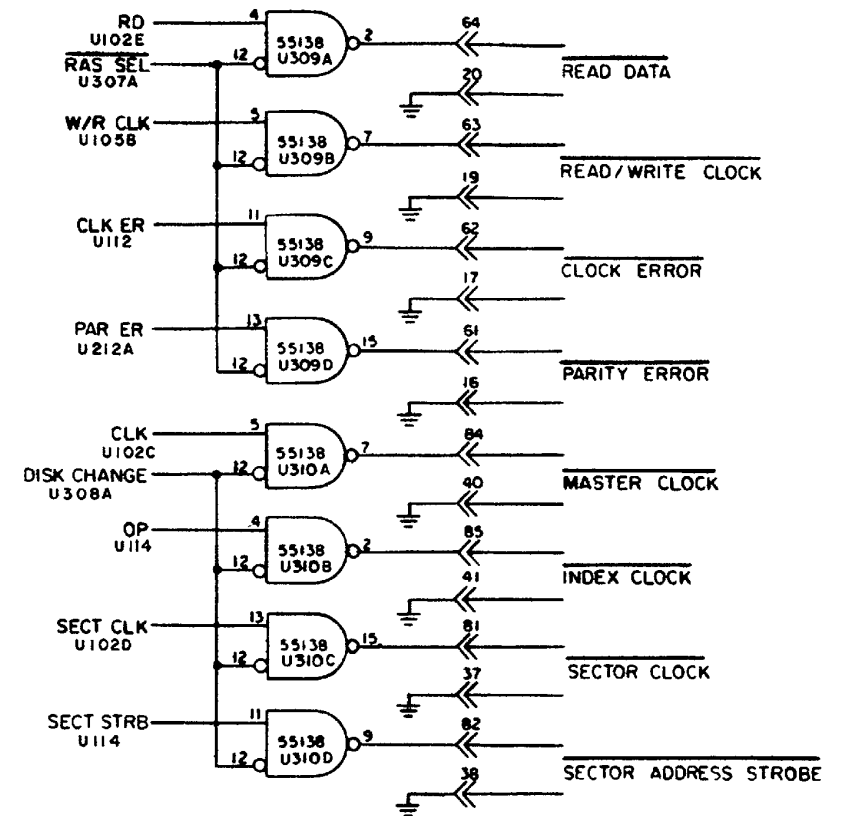 RD 4 55138 2 64
U102E U309A
RAS SEL 12 READ DATA
U307A 20
W/R CLK 5 55138 7 63
U105B U309B
12 READ/WRITE CLOCK
19
CLK ER 11 55138 9 62
U112 U309C
12 CLOCK ERROR
17
PAR ER 13 55138 15 61
U212A U309D
12 PARITY ERROR
16
CLK 5 55138 7 84
U102C U310A
DISK CHANGE 12 MASTER CLOCK
U308A 40
OP 4 55138 2 85
U114 U310B
12 INDEX CLOCK
41
SECT CLK 13 55138 15 81
U102D U310C
12 SECTOR CLOCK
37
SECT STRB 11 55138 9 82
U114 U310D
12 SECTOR ADDRESS STROBE
38